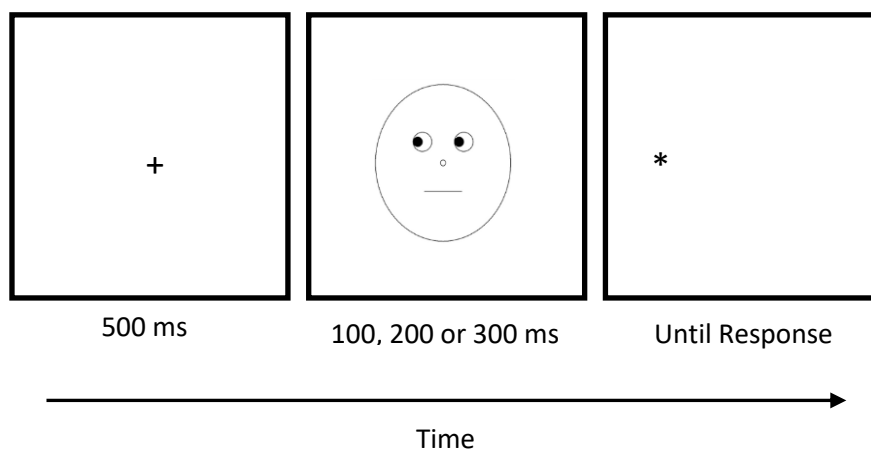 +
*
500 ms
100, 200 or 300 ms
Until Response
Time